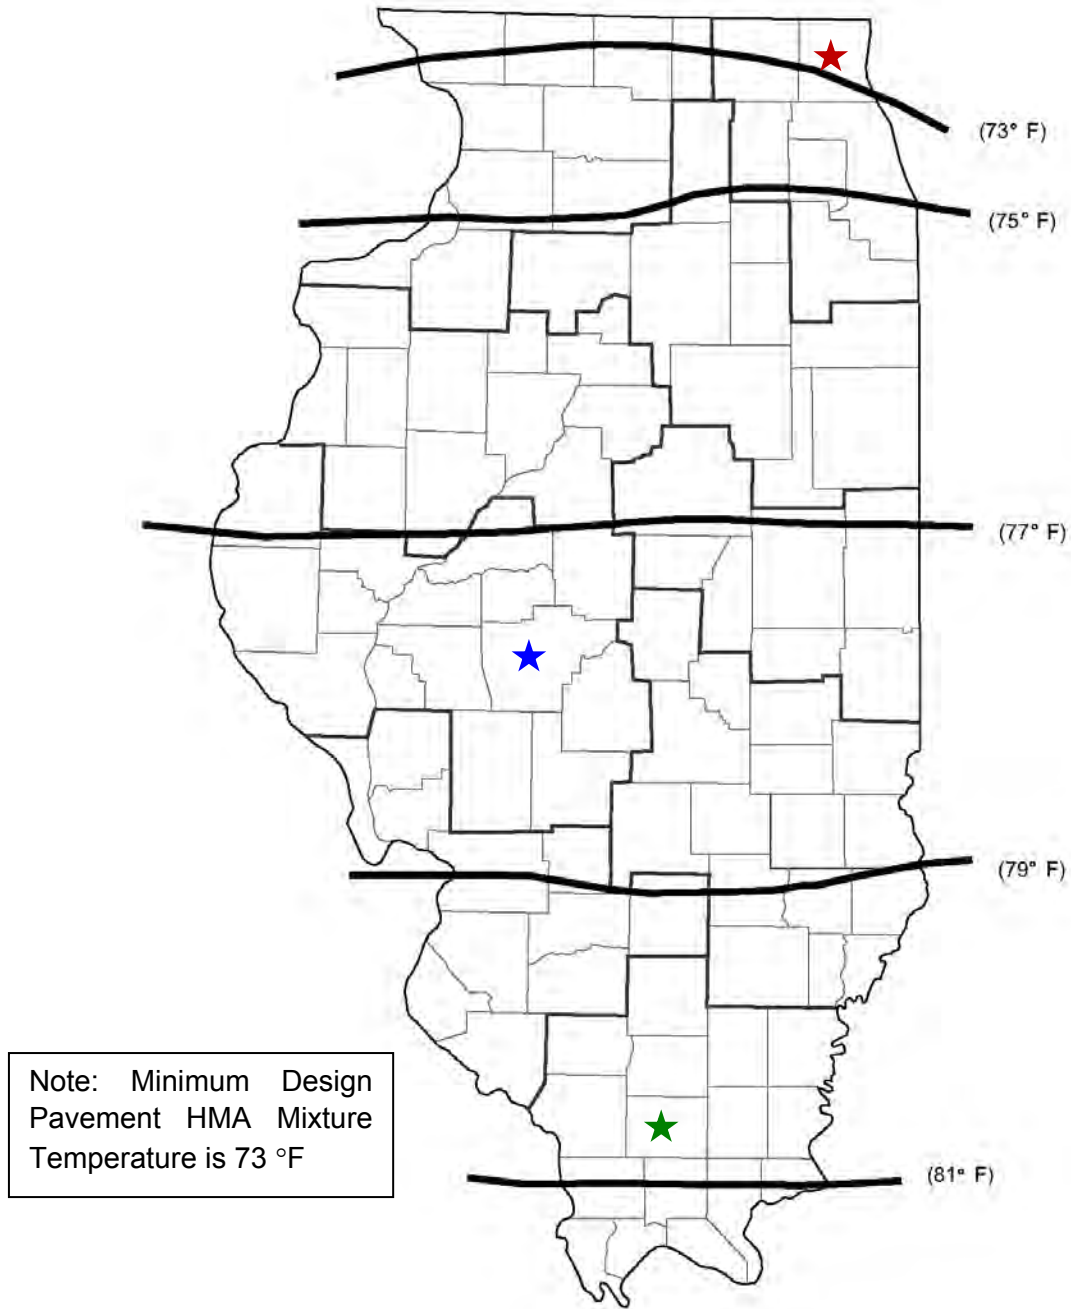 (73° F)
(75° F)
(77° F)
(79° F)
Note: Minimum Design
Pavement HMA Mixture
Temperature is 73 °F
(81° F)